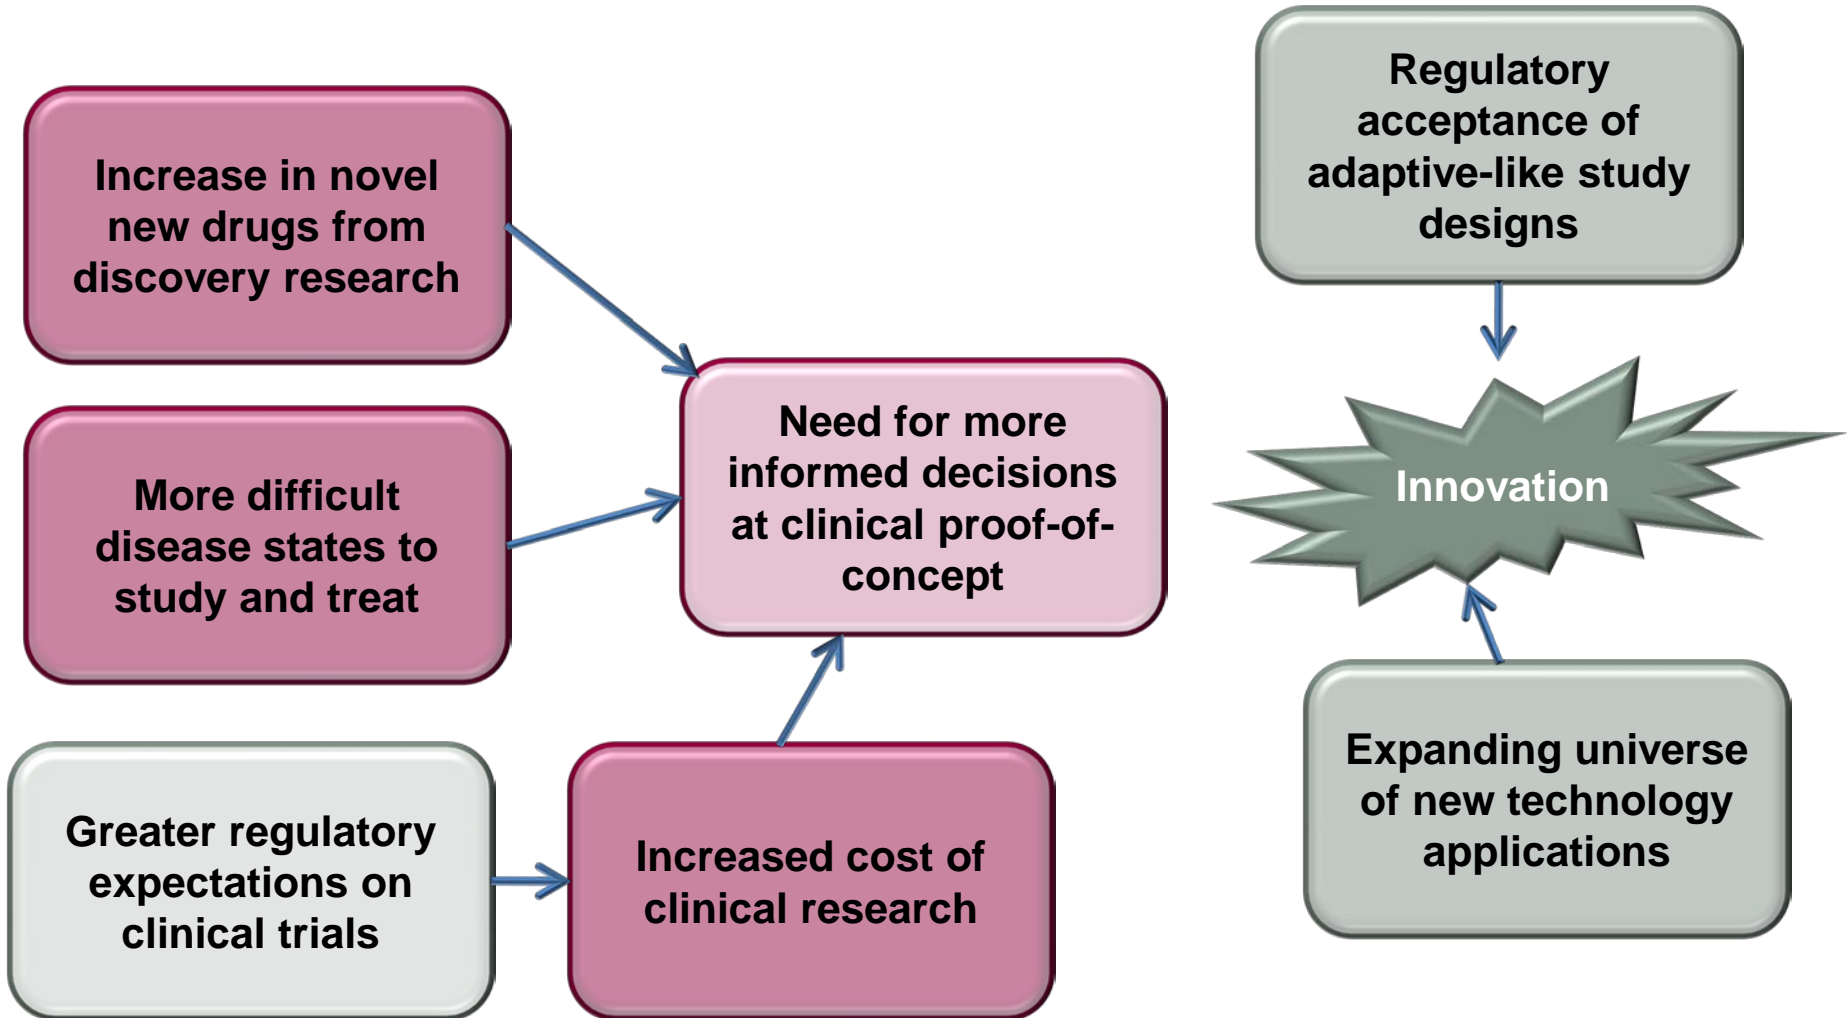 Increase in novel
new drugs from
discovery research
More difficult
disease states to
study and treat
Greater regulatory
expectations on
clinical trials
Increased cost of
clinical research
Need for more
informed decisions
at clinical proof-of-
concept
Regulatory
acceptance of
adaptive-like study
designs
Innovation
Expanding universe
of new technology
applications